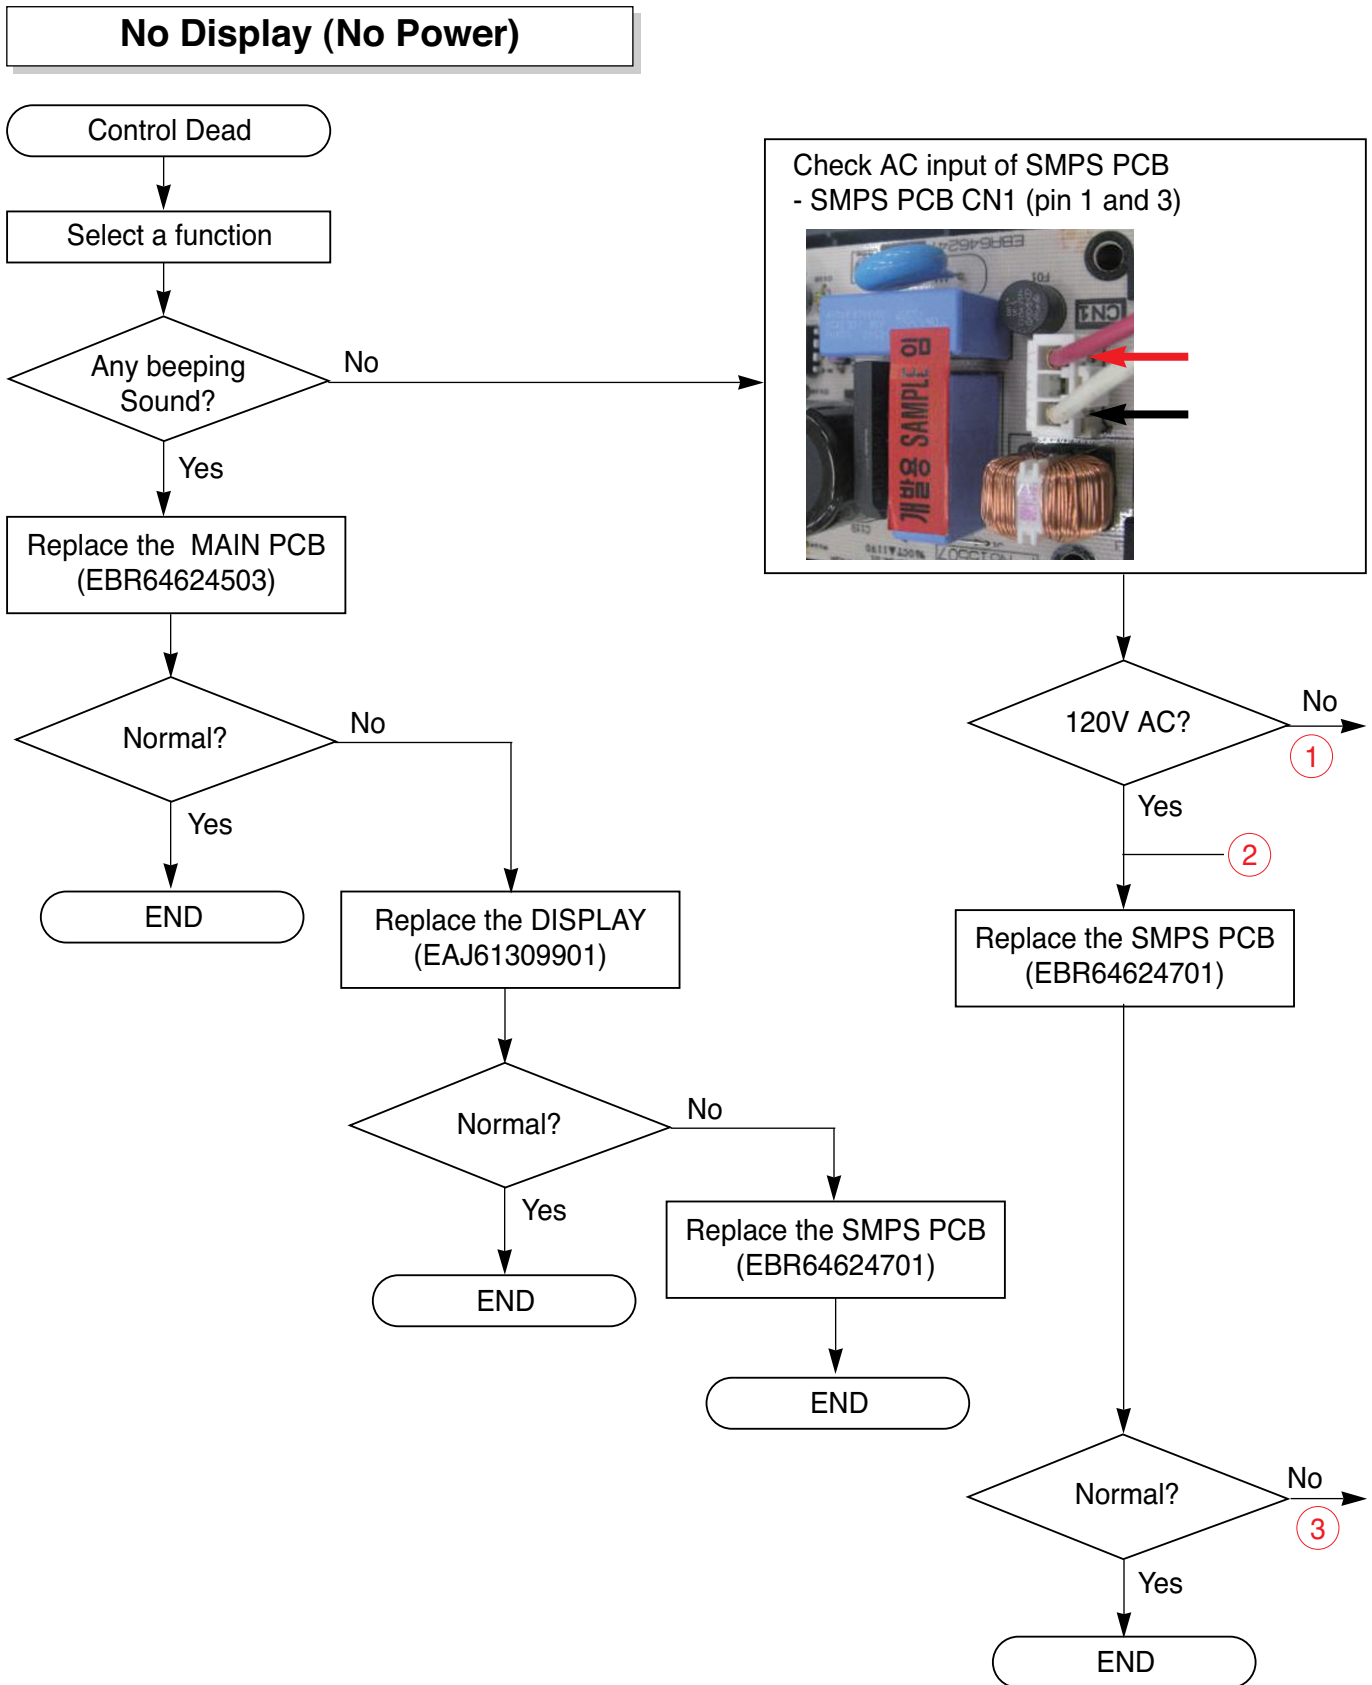 No Display (No Power)
Control Dead
Select a function
Any beeping
Sound?
No
Yes
Replace the MAIN PCB
(EBR64624503)
Normal?
No
Yes
END
Replace the DISPLAY
(EAJ61309901)
Normal?
No
Yes
END
Replace the SMPS PCB
(EBR64624701)
END
Check AC input of SMPS PCB
- SMPS PCB CN1 (pin 1 and 3)
CN1
F01
개발용 SAMPLE 임
120V AC?
No
1
Yes
2
Replace the SMPS PCB
(EBR64624701)
Normal?
No
3
Yes
END